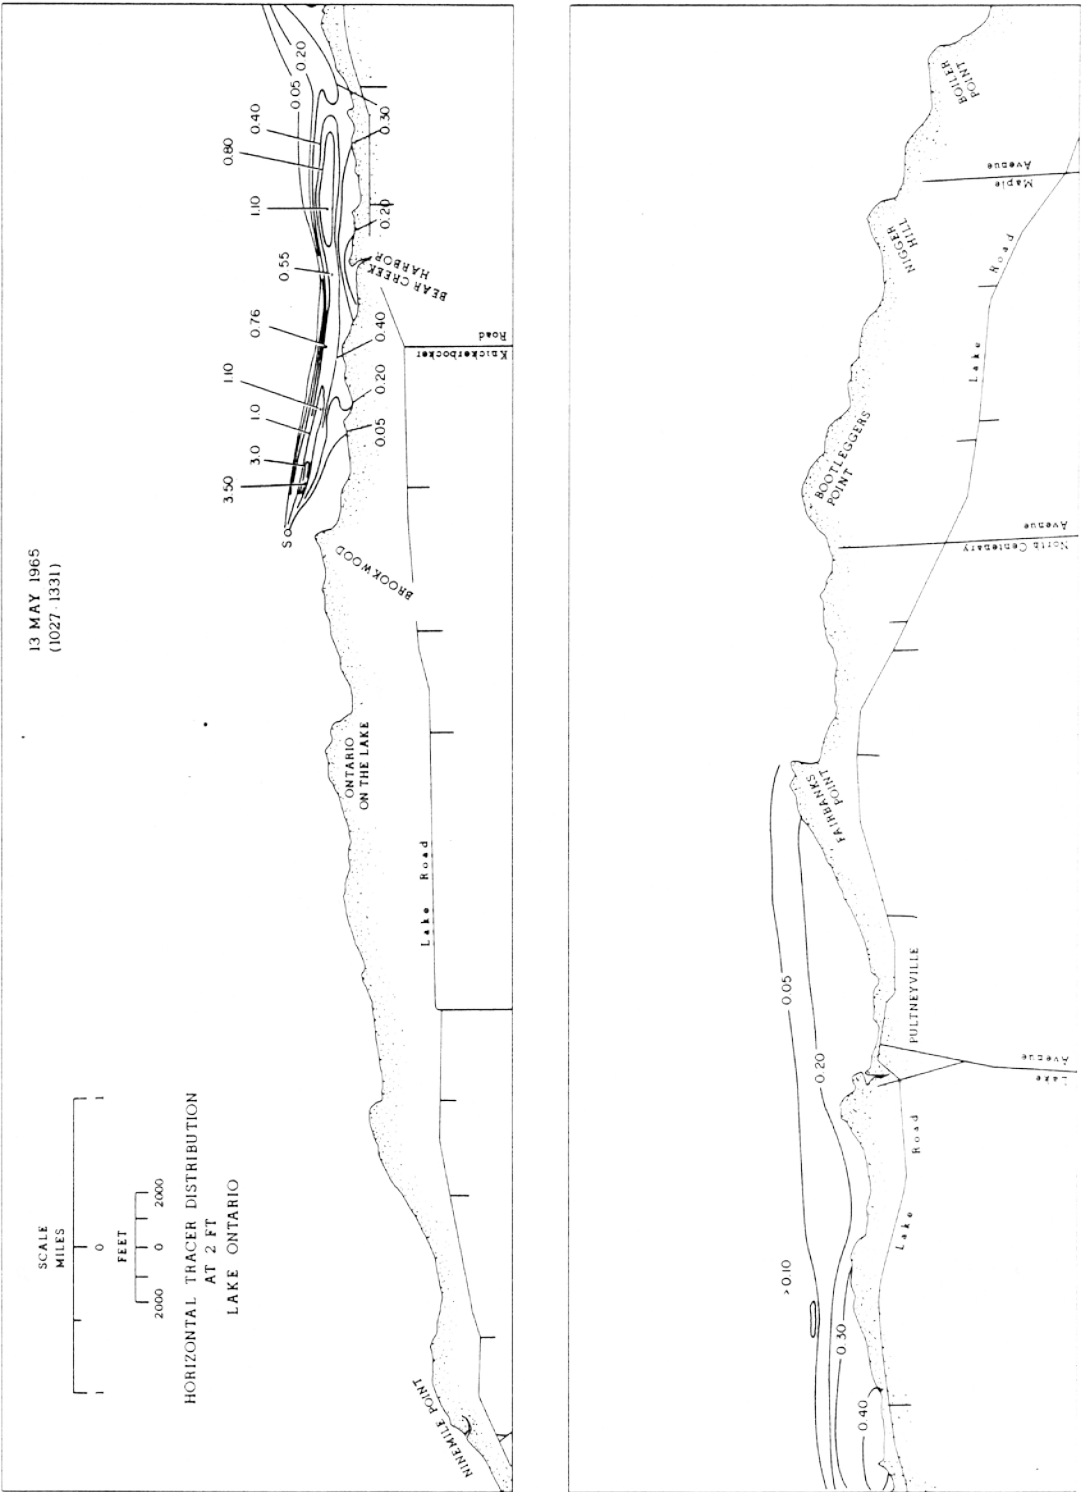 13 MAY 1965
(1027-1331)
SCALE
MILES
1
0
1
FEET
2000
0
2000
HORIZONTAL TRACER DISTRIBUTION
AT 2 FT
LAKE ONTARIO
NINEMILE POINT
ONTARIO
ON THE LAKE
Lake Road
BROOKWOOD
So
3.50
3.0
1.0
1.10
0.76
0.55
1.10
0.80
0.40
0.05
0.20
0.05
0.20
0.40
0.20
0.30
BEAR CREEK
HARBOR
Knickerbocker
Road
0.40
0.30
>0.10
0.20
0.05
Lake Road
Lake
Avenue
PULTNEYVILLE
FAIRBANKS
POINT
North Centenary
Avenue
BOOTLEGGERS
POINT
Lake Road
NIGGER
HILL
Maple
Avenue
BOILER
POINT